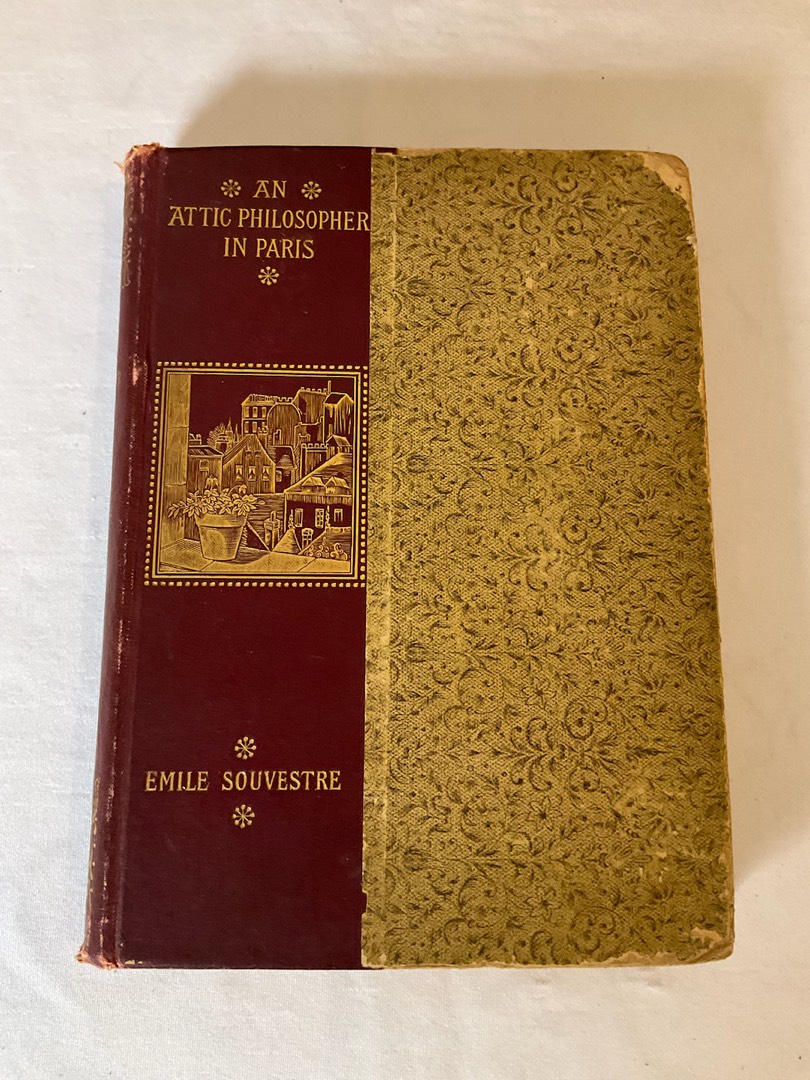 AN
ATTIC PHILOSOPHER
IN PARIS
EMILE SOUVESTRE